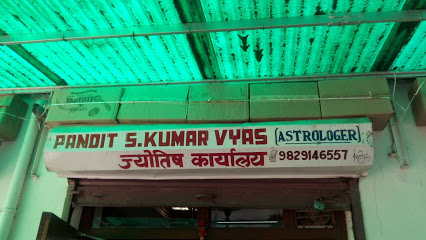 PANDIT S.KUMAR VYAS [ASTROLOGER]
ज्योतिष कार्यालय 9829146557